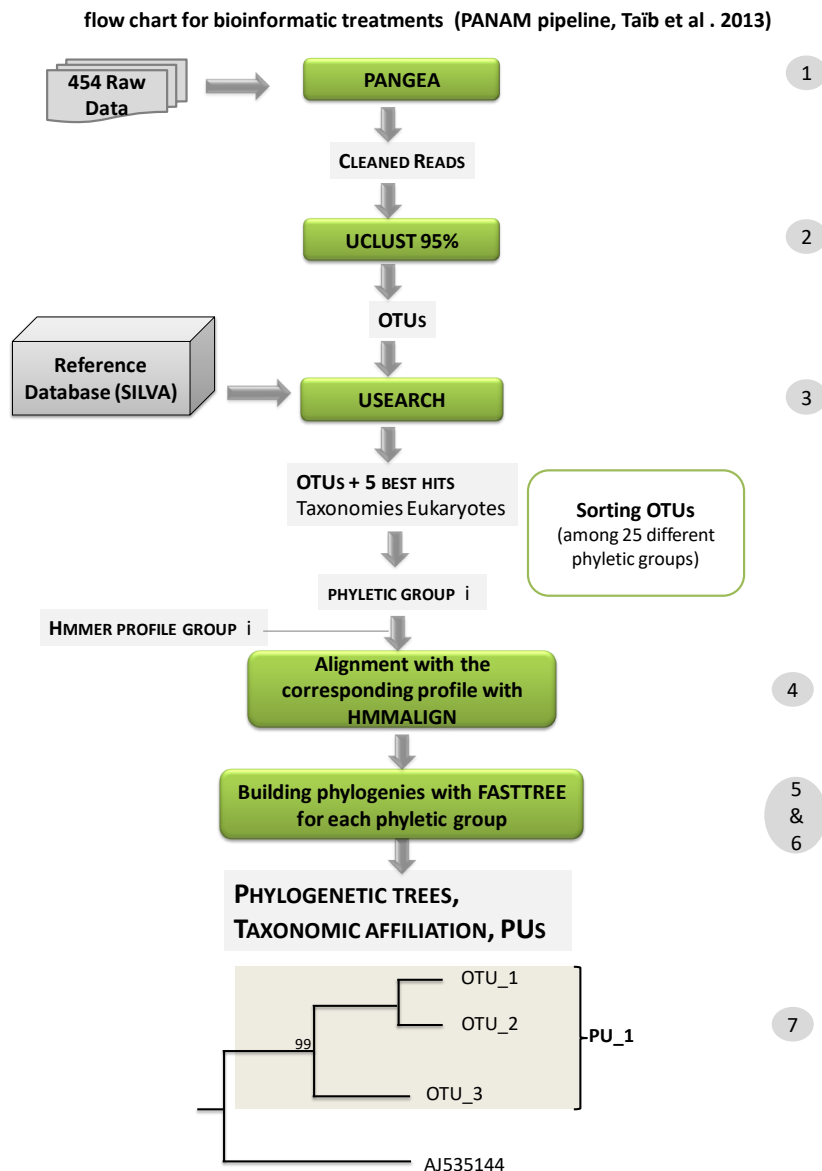 flow chart for bioinformatic treatments (PANAM pipeline, Taïb et al . 2013)
454 Raw
Data
PANGEA
1
CLEANED READS
UCLUST 95%
2
OTUS
Reference
Database (SILVA)
USEARCH
3
OTUS + 5 BEST HITS
Taxonomies Eukaryotes
Sorting OTUs
(among 25 different
phyletic groups)
PHYLETIC GROUP i
HMMER PROFILE GROUP i
Alignment with the
corresponding profile with
HMMALIGN
4
Building phylogenies with FASTTREE
for each phyletic group
5
&
6
PHYLOGENETIC TREES,
TAXONOMIC AFFILIATION, PUS
OTU_1
OTU_2
99
PU_1
7
OTU_3
AJ535144